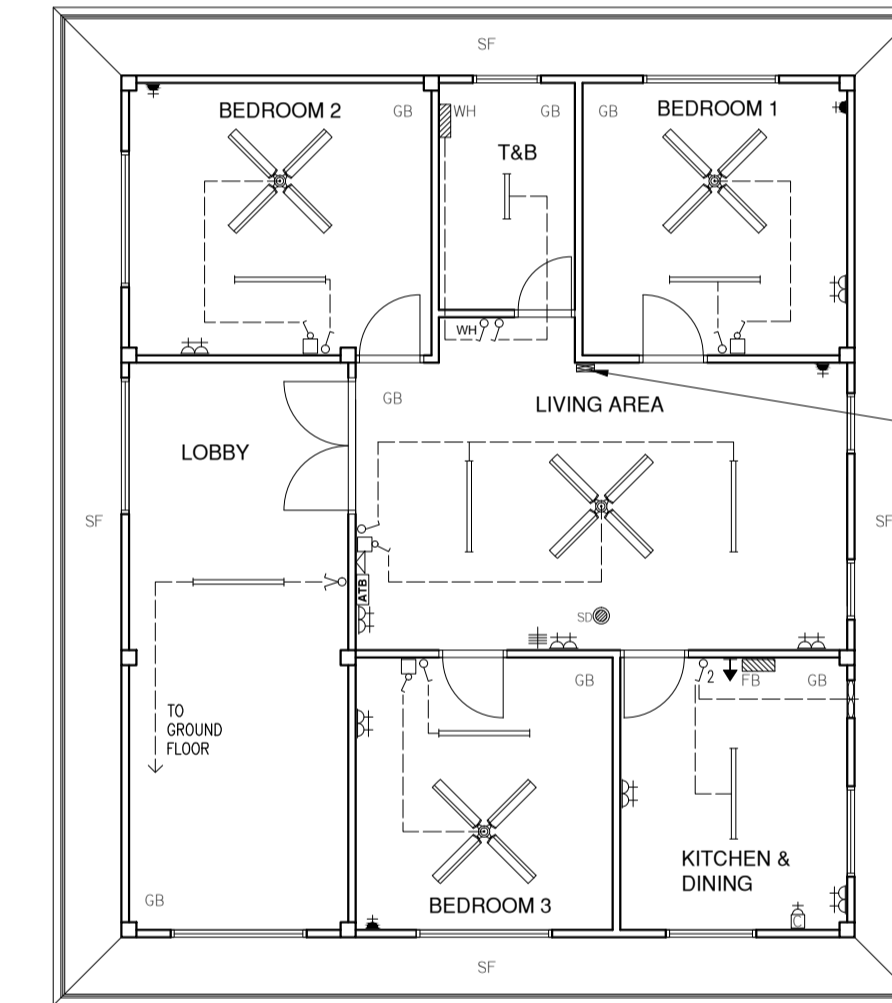 SF
BEDROOM 2
GB
WH
GB
GB
BEDROOM 1
T&B
WH
GB
LIVING AREA
LOBBY
SF
SF
ATB
SD
GB
2
FB
GB
TO
GROUND
FLOOR
KITCHEN &
DINING
GB
BEDROOM 3
C
SF